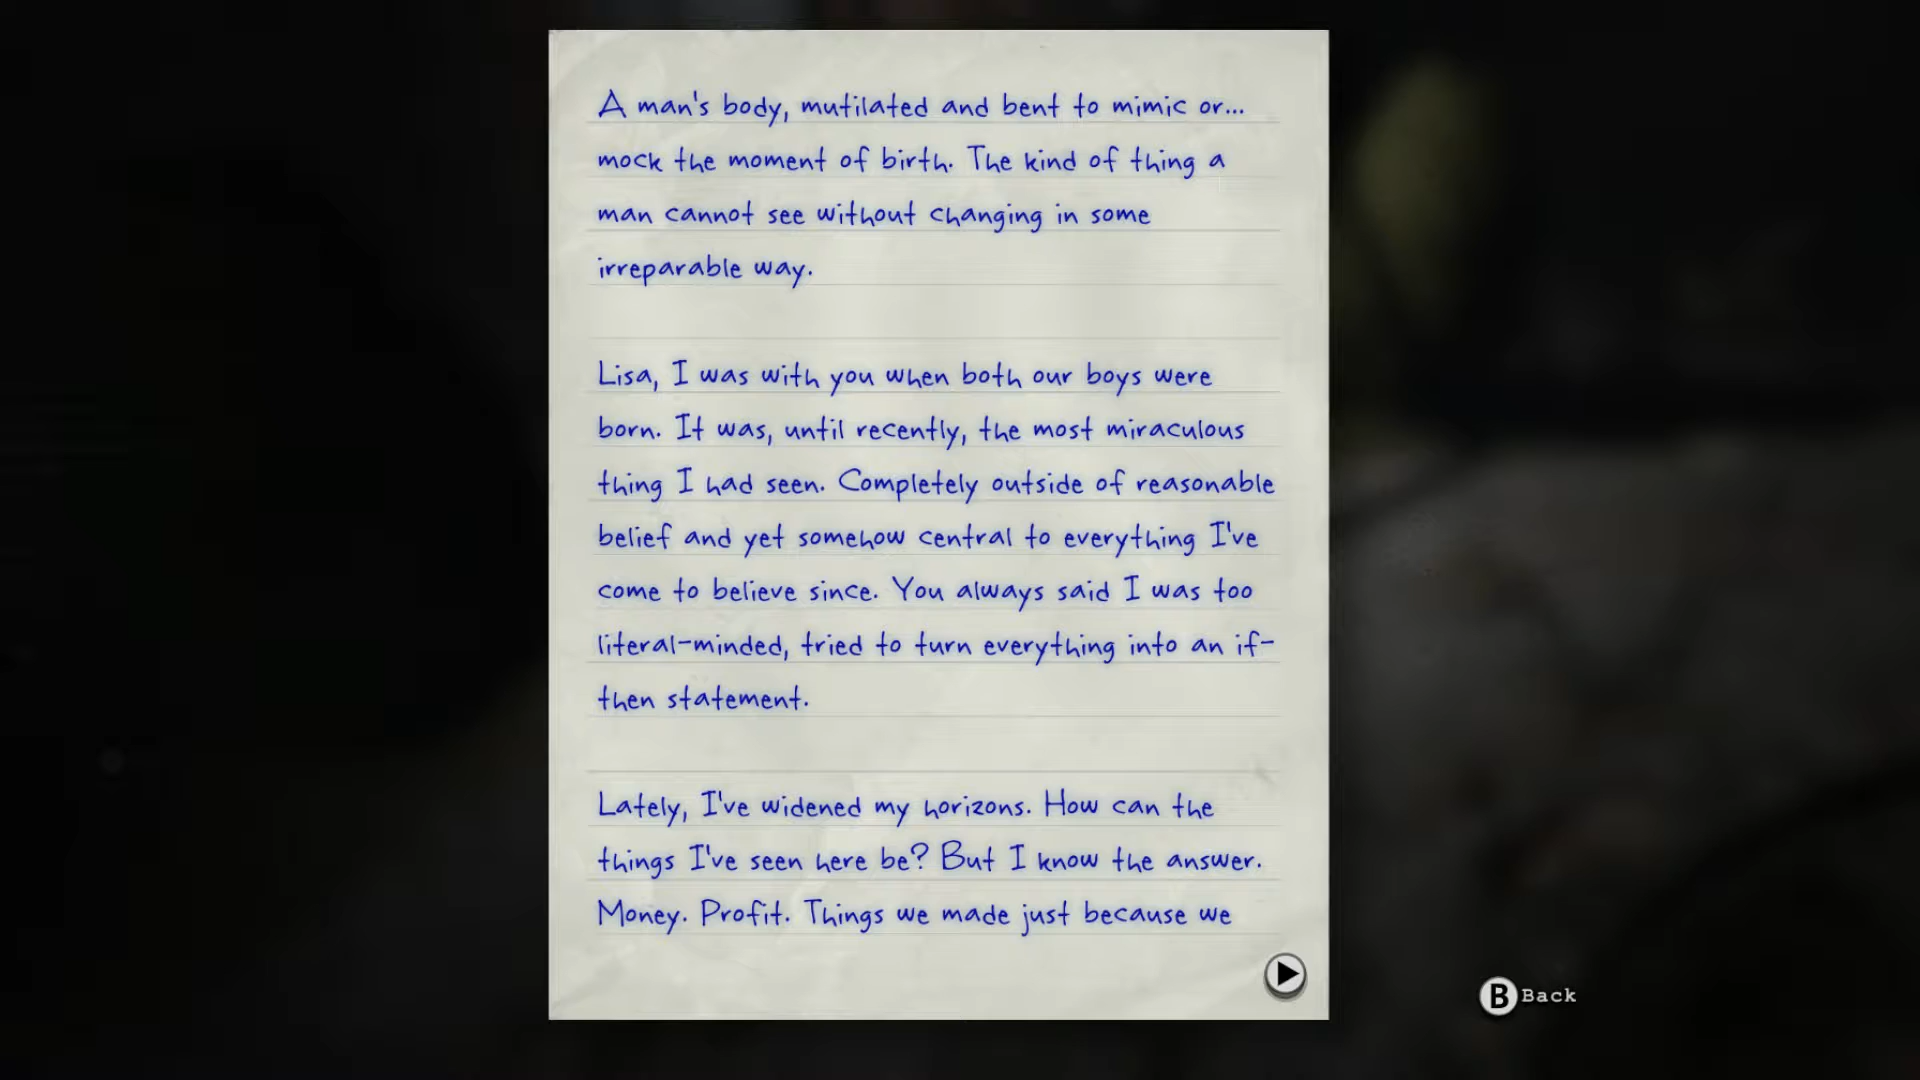 A man's body, mutilated and bent to mimic or...
mock the moment of birth. The kind of thing a
man cannot see without changing in some
irreparable way.
Lisa, I was with you when both our boys were
born. It was, until recently, the most miraculous
thing I had seen. Completely outside of reasonable
belief and yet somehow central to everything I've
come to believe since. You always said I was too
literal-minded, tried to turn everything into an if-
then statement.
Lately, I've widened my horizons. How can the
things I've seen here be? But I know the answer.
Money. Profit. Things we made just because we
B Back